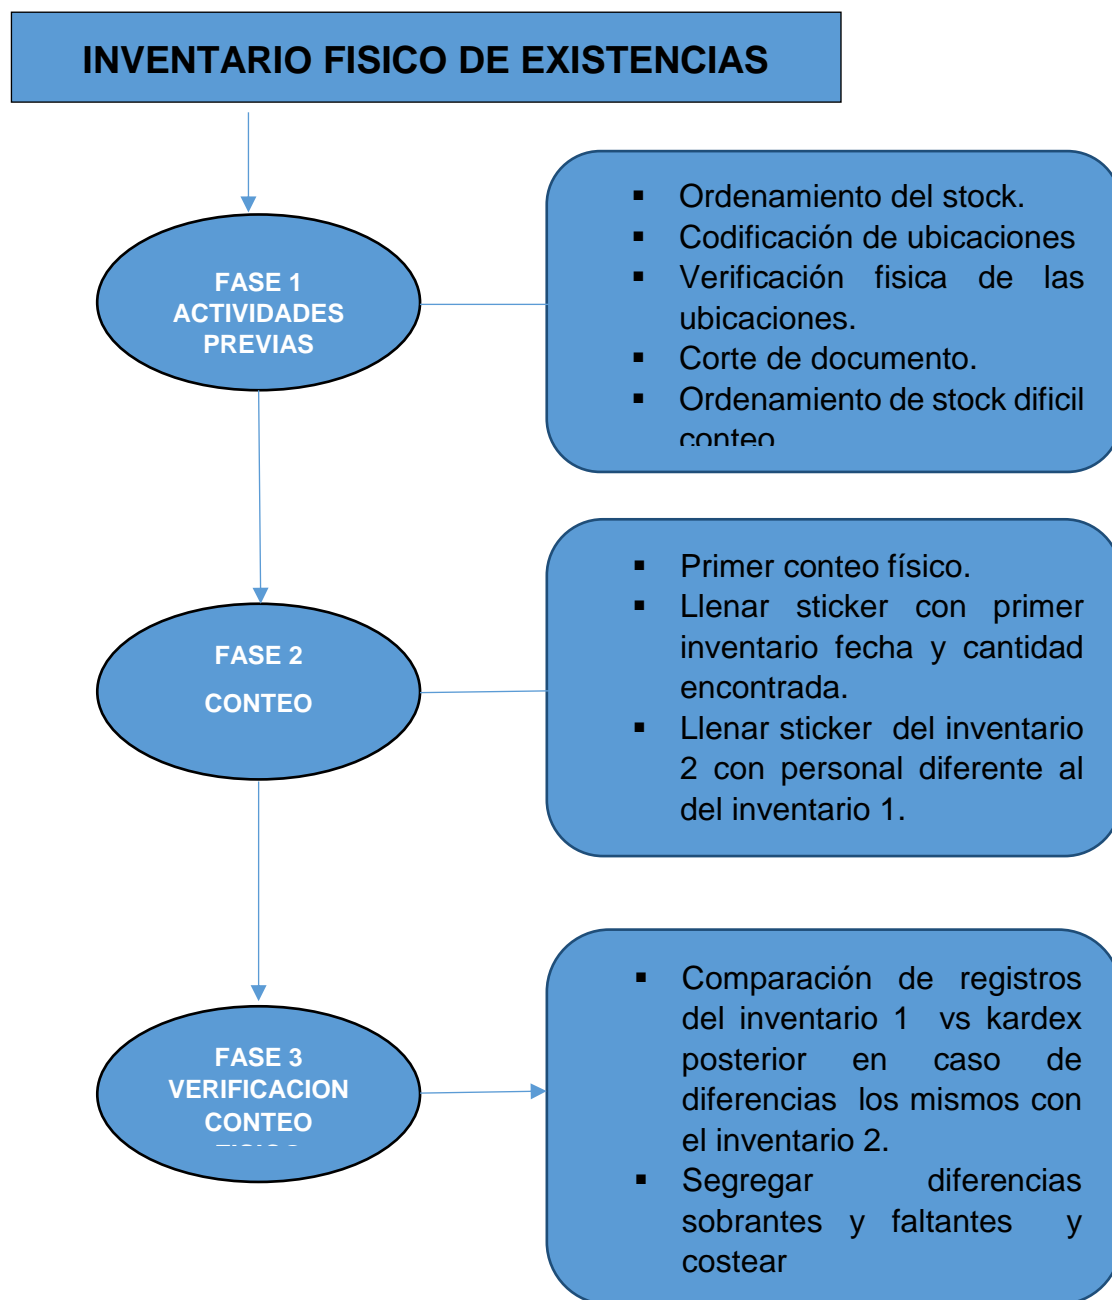 INVENTARIO FISICO DE EXISTENCIAS
FASE 1
ACTIVIDADES
PREVIAS
▪ Ordenamiento del stock.
▪ Codificación de ubicaciones
▪ Verificación fisica de las
ubicaciones.
▪ Corte de documento.
▪ Ordenamiento de stock dificil
conteo
FASE 2
CONTEO
▪ Primer conteo físico.
▪ Llenar sticker con primer
inventario fecha y cantidad
encontrada.
▪ Llenar sticker del inventario
2 con personal diferente al
del inventario 1.
FASE 3
VERIFICACION
CONTEO
▪ Comparación de registros
del inventario 1 vs kardex
posterior en caso de
diferencias los mismos con
el inventario 2.
▪ Segregar diferencias
sobrantes y faltantes y
costear